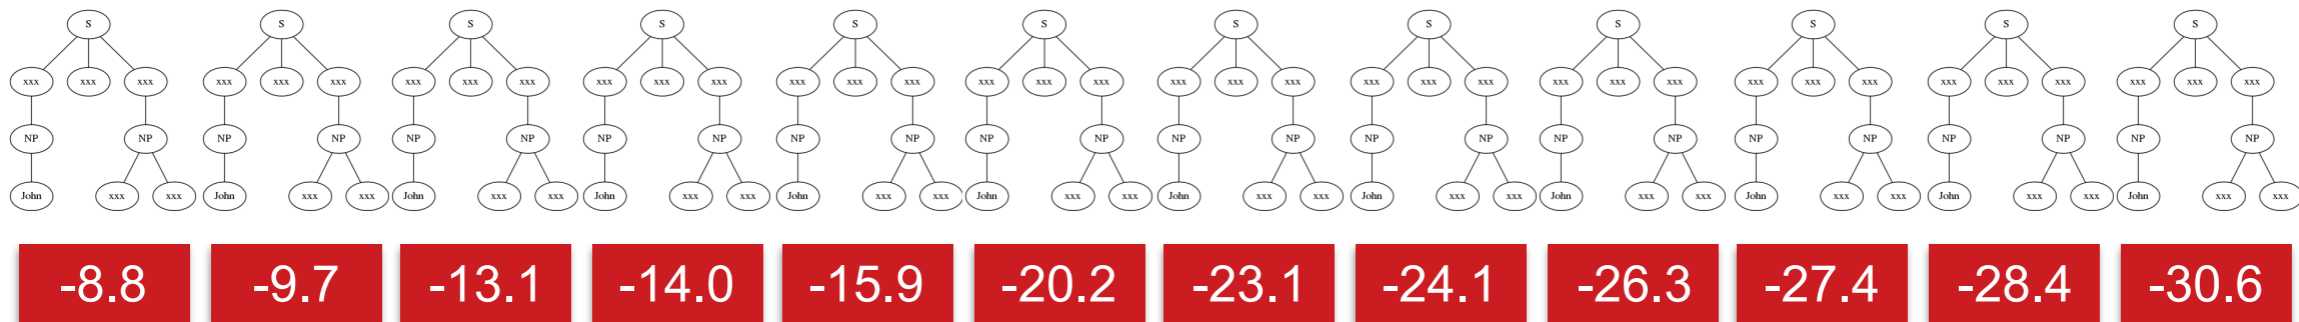 S S S S S S S S S S S S
xxx xxx xxx xxx xxx xxx xxx xxx xxx xxx xxx xxx xxx xxx xxx xxx xxx xxx xxx xxx xxx xxx xxx xxx xxx xxx xxx xxx xxx xxx xxx xxx xxx xxx xxx xxx
NP NP NP NP NP NP NP NP NP NP NP NP NP NP NP NP NP NP NP NP NP NP NP NP
John xxx xxx John xxx xxx John xxx xxx John xxx xxx John xxx xxx John xxx xxx John xxx xxx John xxx xxx John xxx xxx John xxx xxx John xxx xxx John xxx xxx
-8.8 -9.7 -13.1 -14.0 -15.9 -20.2 -23.1 -24.1 -26.3 -27.4 -28.4 -30.6